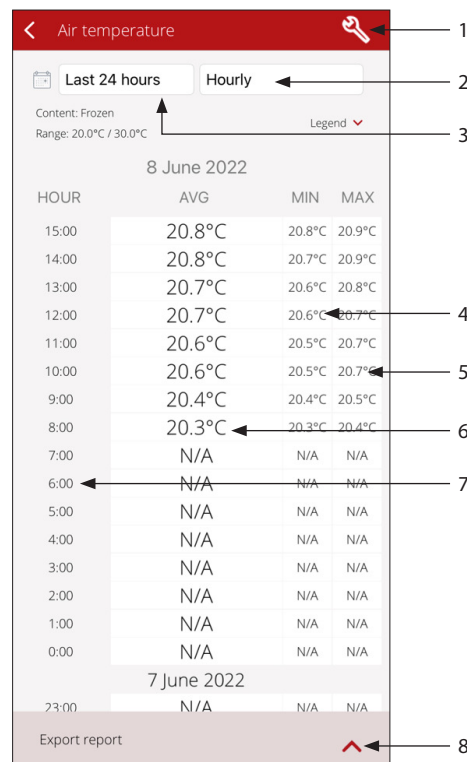 Air temperature
1
Last 24 hours Hourly
2
Content: Frozen
Range: 20.0°C / 30.0°C
Legend
3
8 June 2022
HOUR AVG MIN MAX
15:00 20.8°C 20.8°C 20.9°C
14:00 20.8°C 20.7°C 20.9°C
13:00 20.7°C 20.6°C 20.8°C
12:00 20.7°C 20.6°C 20.7°C 4
11:00 20.6°C 20.5°C 20.7°C
10:00 20.6°C 20.5°C 20.7°C 5
9:00 20.4°C 20.4°C 20.5°C
8:00 20.3°C 20.3°C 20.4°C 6
7:00 N/A N/A N/A
6:00 N/A N/A N/A 7
5:00 N/A N/A N/A
4:00 N/A N/A N/A
3:00 N/A N/A N/A
2:00 N/A N/A N/A
1:00 N/A N/A N/A
0:00 N/A N/A N/A
7 June 2022
23:00 N/A N/A N/A
Export report 8